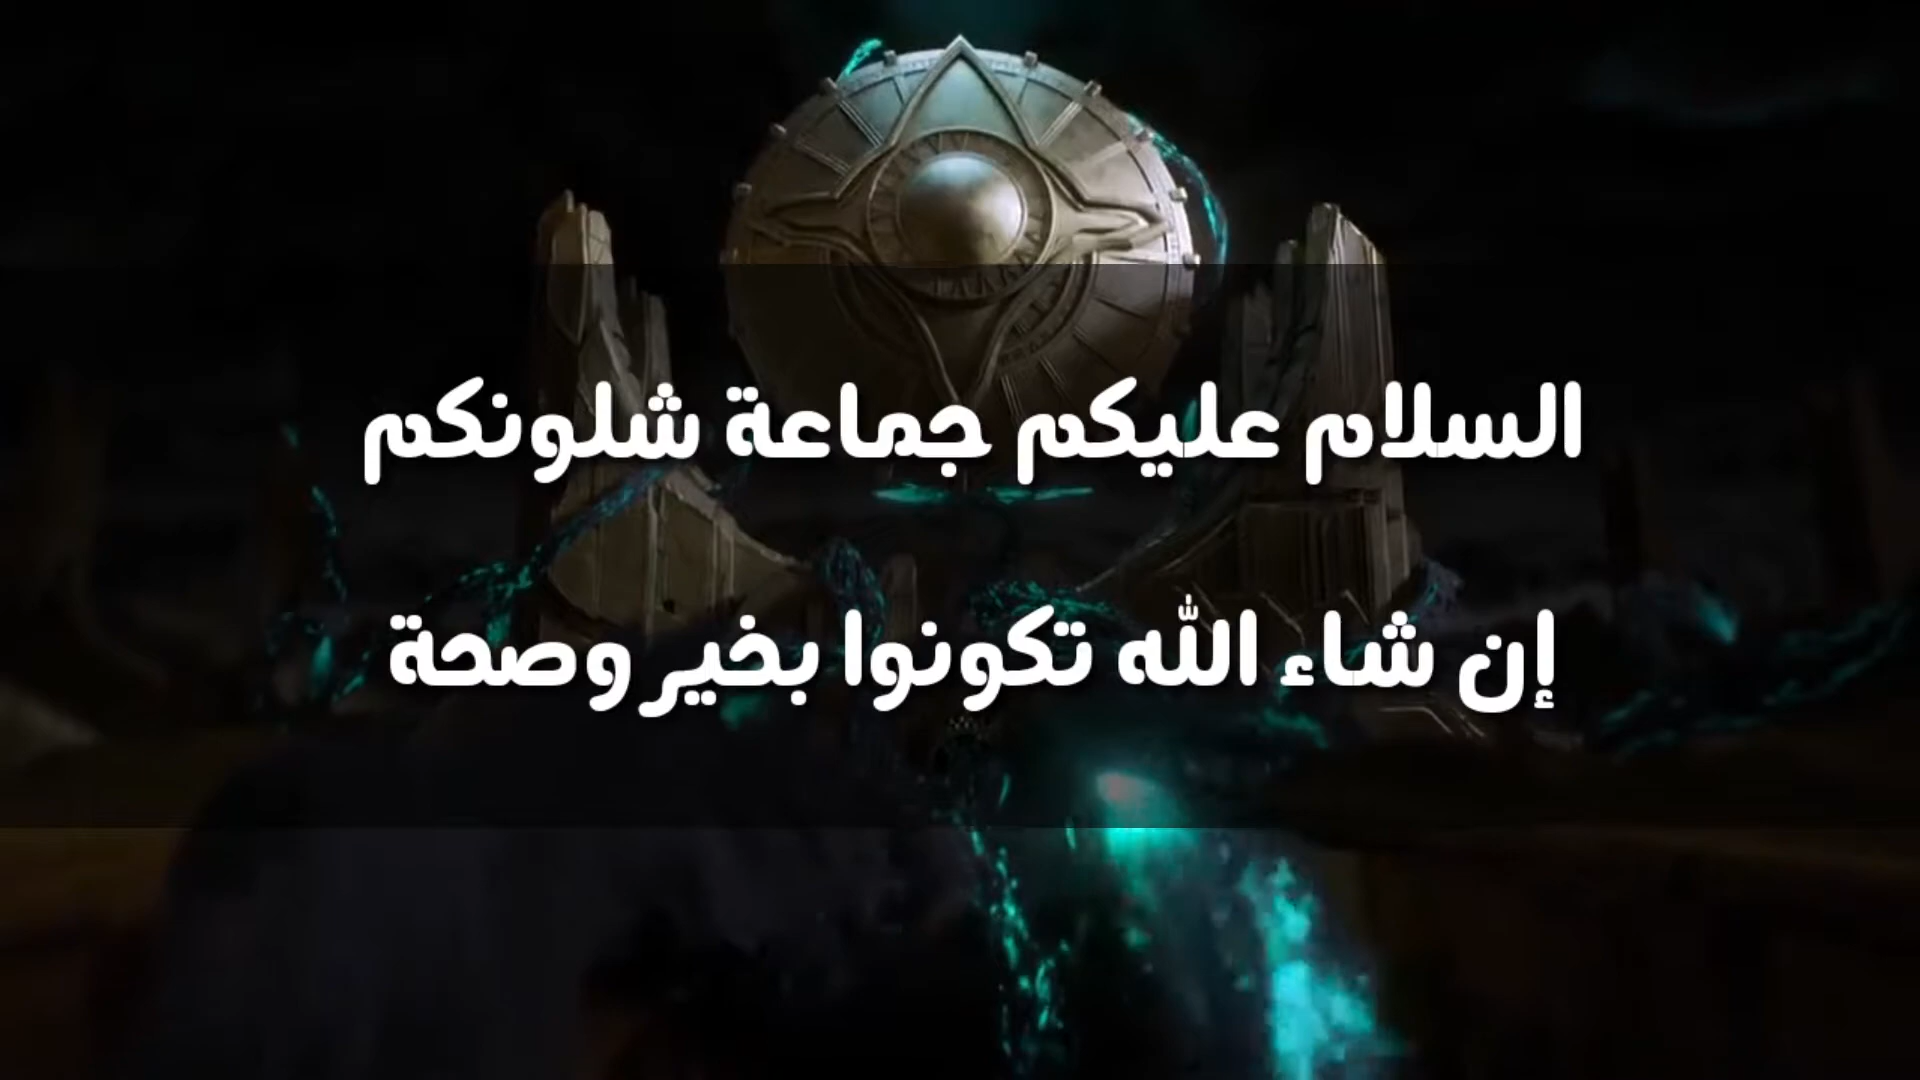 السلام عليكم جماعة شلونكم
إن شاء الله تكونوا بخير وصحة